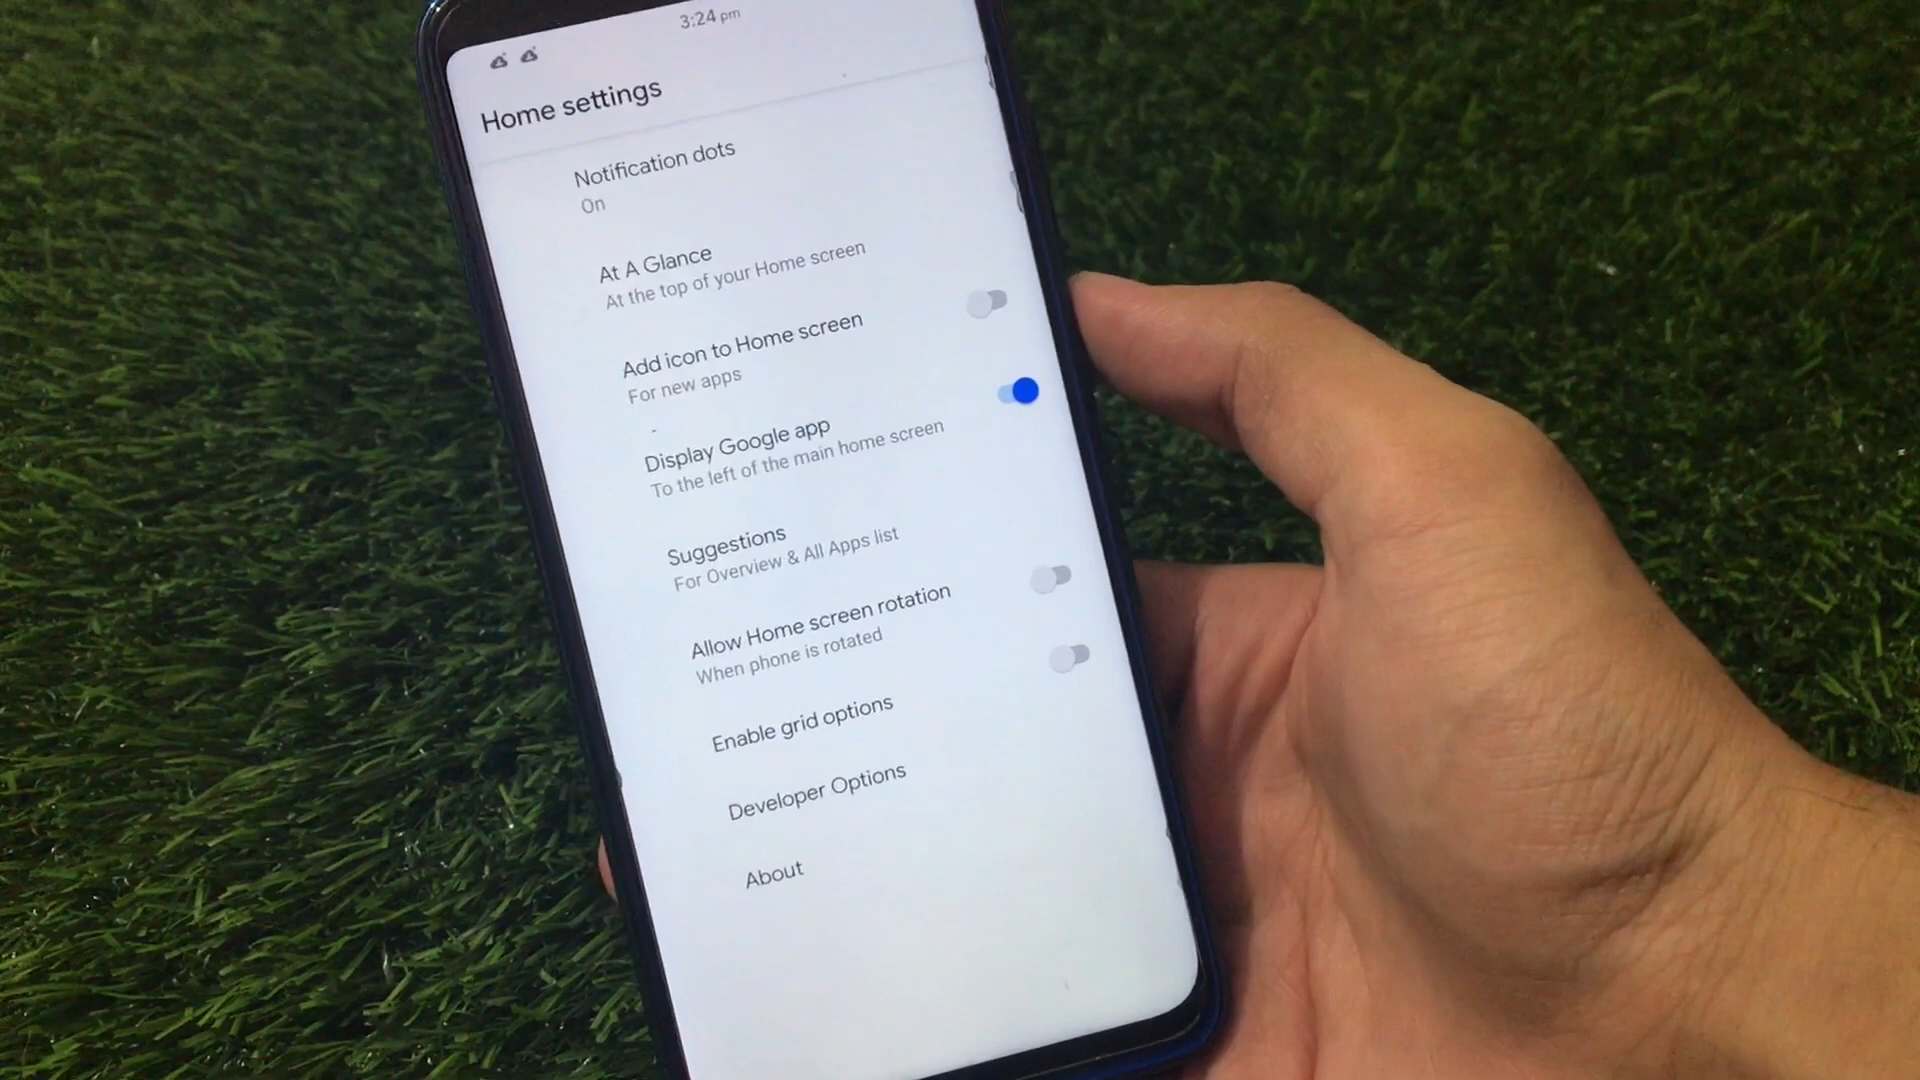 3:24 pm
Home settings
Notification dots
On
At A Glance
At the top of your Home screen
Add icon to Home screen
For new apps
Display Google app
To the left of the main home screen
Suggestions
For Overview & All Apps list
Allow Home screen rotation
When phone is rotated
Enable grid options
Developer Options
About